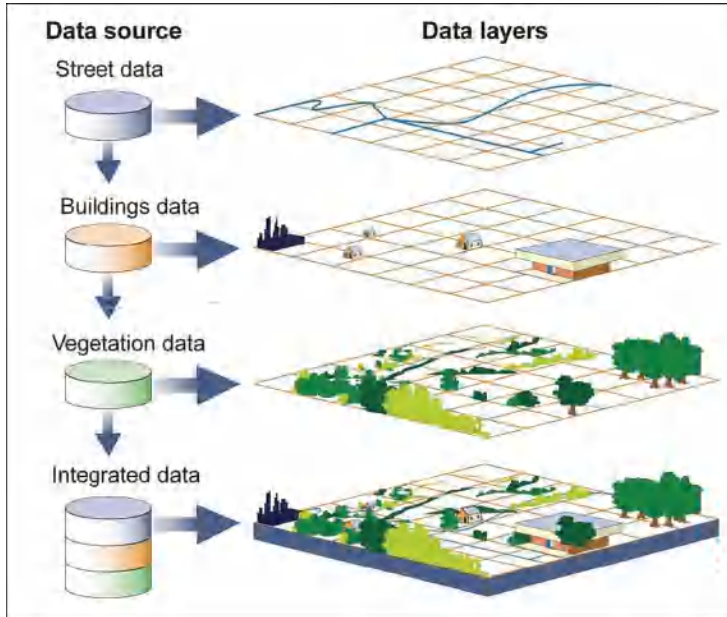 Data source
Data layers
Street data
Buildings data
Vegetation data
Integrated data